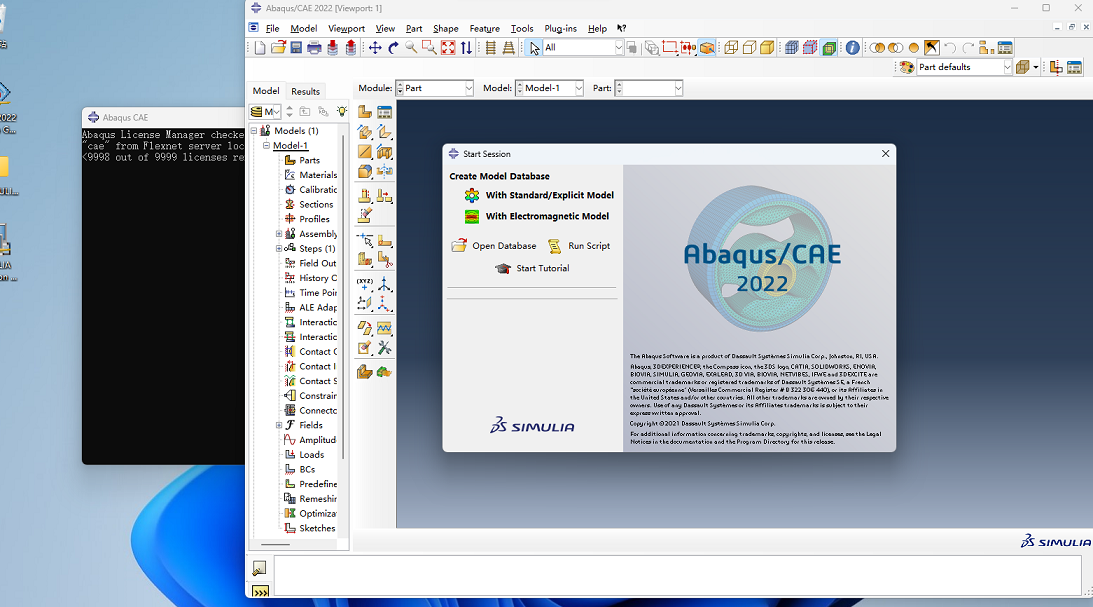 Abaqus/CAE 2022 [Viewport: 1]
File Model Viewport View Part Shape Feature Tools Plug-ins Help
All
Part defaults
Model Results
Module: Part Model: Model-1 Part:
Abaqus CAE
Abaqus License Manager checke
"cae" from Flexnet server loc
<9998 out of 9999 licenses re
2022
Models (1)
Model-1
Parts
Materials
Calibratio
Sections
Profiles
Assembly
Steps (1)
Field Out
History O
Time Poin
ALE Adap
Interactio
Interactio
Contact C
Contact I
Contact S
Constrain
Connecto
Fields
Amplitud
Loads
BCs
Predefine
Remeshin
Optimizat
Sketches
(XYZ)
Start Session
Create Model Database
With Standard/Explicit Model
With Electromagnetic Model
Open Database Run Script
Start Tutorial
SIMULIA
Abaqus/CAE
2022
The Abaqus Software is a product of Dassault Systèmes Simulia Corp., Johnston, RI, USA.
Abaqus, 3DEXPERIENCE, the Compass icon, the 3DS logo, CATIA, SOLIDWORKS, ENOVIA,
BIOVIA, SIMULIA, GEOVIA, EXALEAD, 3D VIA, BIOVIA, NETVIBES, IFWE and 3DEXCITE are
commercial trademarks or registered trademarks of Dassault Systèmes SE, a French
"société européenne" (Versailles Commercial Register # B 322 306 440), or its affiliates in
the United States and/or other countries. All other trademarks are owned by their respective
owners. Use of any Dassault Systèmes or its affiliates trademarks is subject to their
express written approval.
Copyright ©2021 Dassault Systèmes Simulia Corp.
For additional information concerning trademarks, copyrights, and licenses, see the Legal
Notices in the documentation and the Program Directory for this release.
SIMULIA
>>>